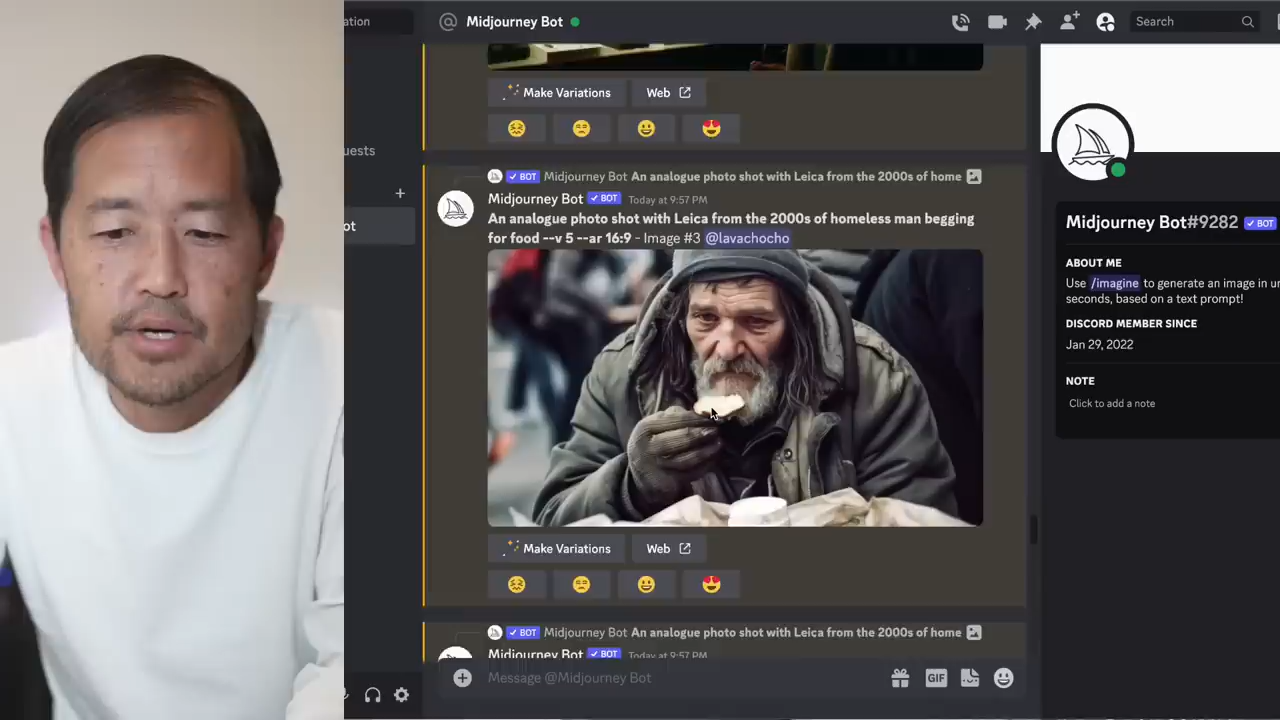 ation
Midjourney Bot
Search
Make Variations
Web
uests
+
ot
BOT Midjourney Bot An analogue photo shot with Leica from the 2000s of home
Midjourney Bot BOT Today at 9:57 PM
An analogue photo shot with Leica from the 2000s of homeless man begging
for food --v 5 --ar 16:9 - Image #3 @lavachocho
Make Variations
Web
BOT Midjourney Bot An analogue photo shot with Leica from the 2000s of home
Midjourney Bot BOT Today at 9:57 PM
Message @Midjourney Bot
GIF
Midjourney Bot#9282 BOT
ABOUT ME
Use /imagine to generate an image in un
seconds, based on a text prompt!
DISCORD MEMBER SINCE
Jan 29, 2022
NOTE
Click to add a note